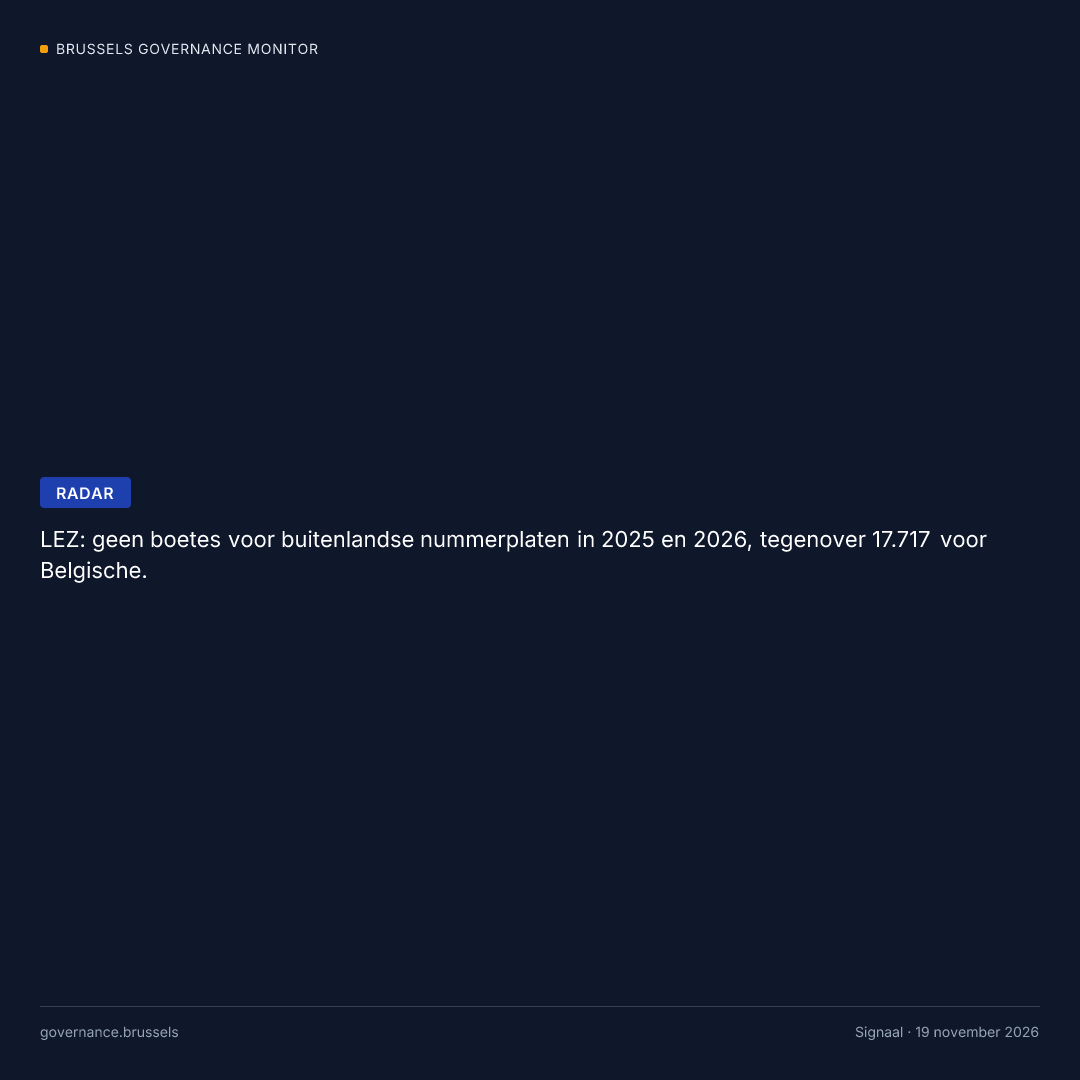 BRUSSELS GOVERNANCE MONITOR
RADAR
LEZ: geen boetes voor buitenlandse nummerplaten in 2025 en 2026, tegenover 17.717 voor
Belgische.
governance.brussels
Signaal · 19 november 2026